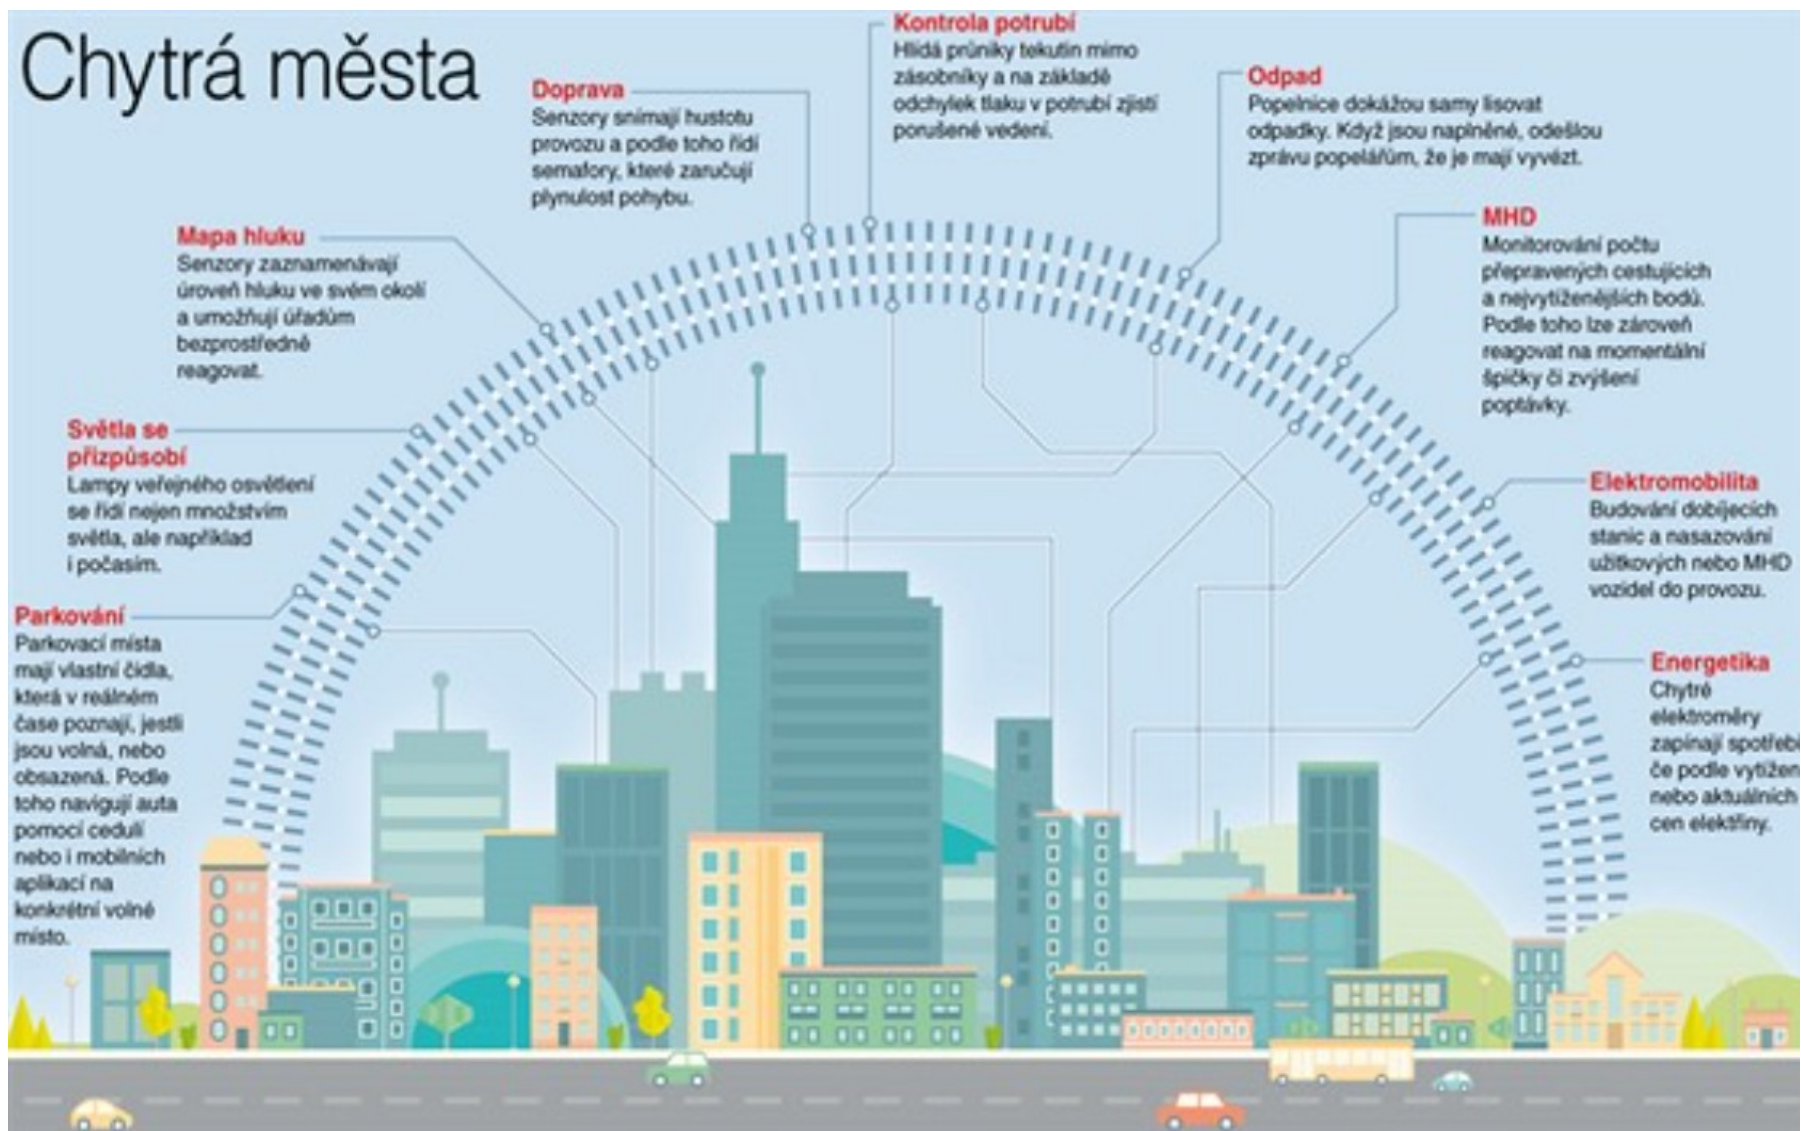 Chytrá města
Kontrola potrubí
Hlídá průniky tekutin mimo
zásobníky a na základě
odchylek tlaku v potrubí zjistí
porušené vedení.
Doprava
Senzory snímají hustotu
provozu a podle toho řídí
semafory, které zaručují
plynulost pohybu.
Odpad
Popelnice dokážou samy lisovat
odpadky. Když jsou naplněné, odešlou
zprávu popelářům, že je mají vyvézt.
Mapa hluku
Senzory zaznamenávají
úroveň hluku ve svém okolí
a umožňují úřadům
bezprostředně
reagovat.
MHD
Monitorování počtu
přepravených cestujících
a nejvytíženějších bodů.
Podle toho lze zároveň
reagovat na momentální
špičky či zvýšení
poptávky.
Světla se
přizpůsobí
Lampy veřejného osvětlení
se řídí nejen množstvím
světla, ale například
i počasím.
Elektromobilita
Budování dobíjecích
stanic a nasazování
užitkových nebo MHD
vozidel do provozu.
Parkování
Parkovací místa
mají vlastní čidla,
která v reálném
čase poznají, jestli
jsou volná, nebo
obsazená. Podle
toho navigují auta
pomocí cedulí
nebo i mobilních
aplikací na
konkrétní volné
místo.
Energetika
Chytré
elektroměry
zapínají spotřebi
če podle vytížen
nebo aktuálních
cen elektřiny.